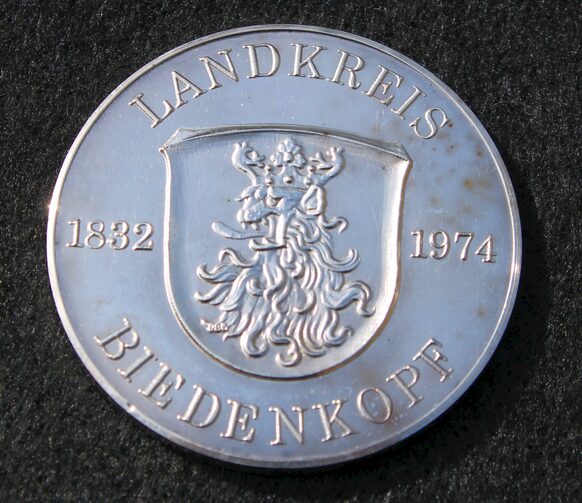 LANDKREIS
1832 1974
BIEDENKOPF